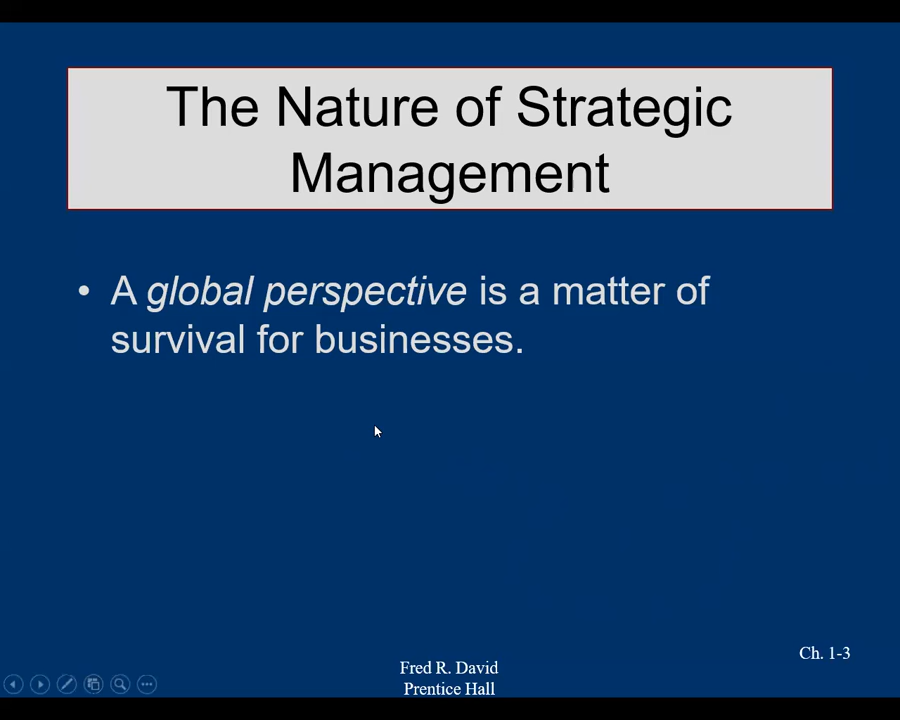 The Nature of Strategic
Management
• A global perspective is a matter of
survival for businesses.
Ch. 1-3
Fred R. David
Prentice Hall